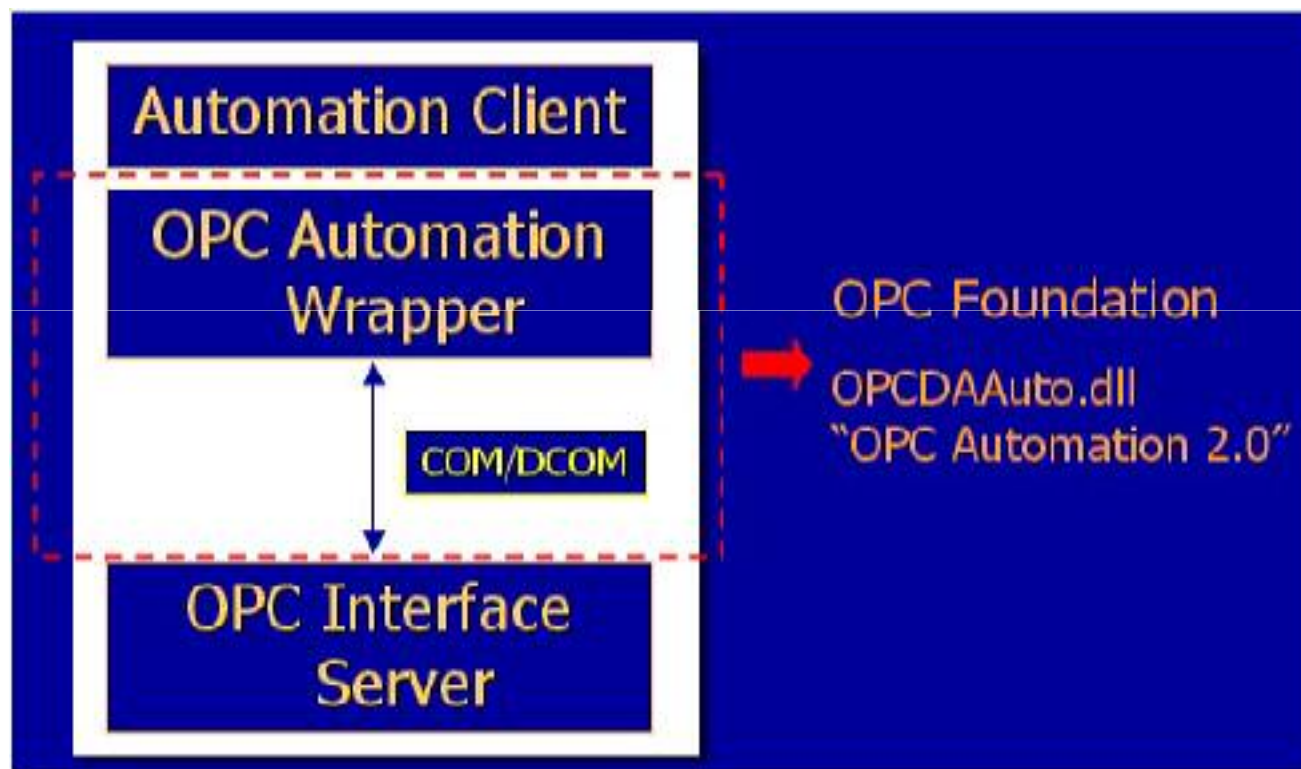 Automation Client
OPC Automation
Wrapper
COM/DCOM
OPC Interface
Server
OPC Foundation
OPCDAAuto.dll
“OPC Automation 2.0”